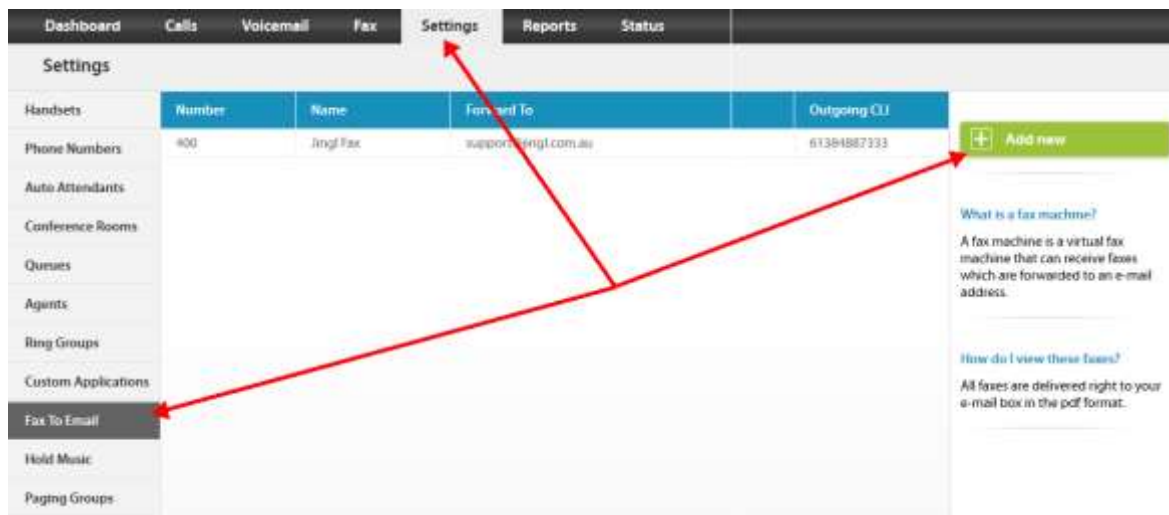 Dashboard Calls Voicemail Fax Settings Reports Status
Settings
Handsets
Phone Numbers
Auto Attendants
Conference Rooms
Queues
Agents
Ring Groups
Custom Applications
Fax To Email
Hold Music
Paging Groups
Number Name Forward To Outgoing CLI
400 Jingl Fax 61384887333
Add new
What is a fax machine?
A fax machine is a virtual fax
machine that can receive faxes
which are forwarded to an e-mail
address.
How do I view these faxes?
All faxes are delivered right to your
e-mail box in the pdf format.